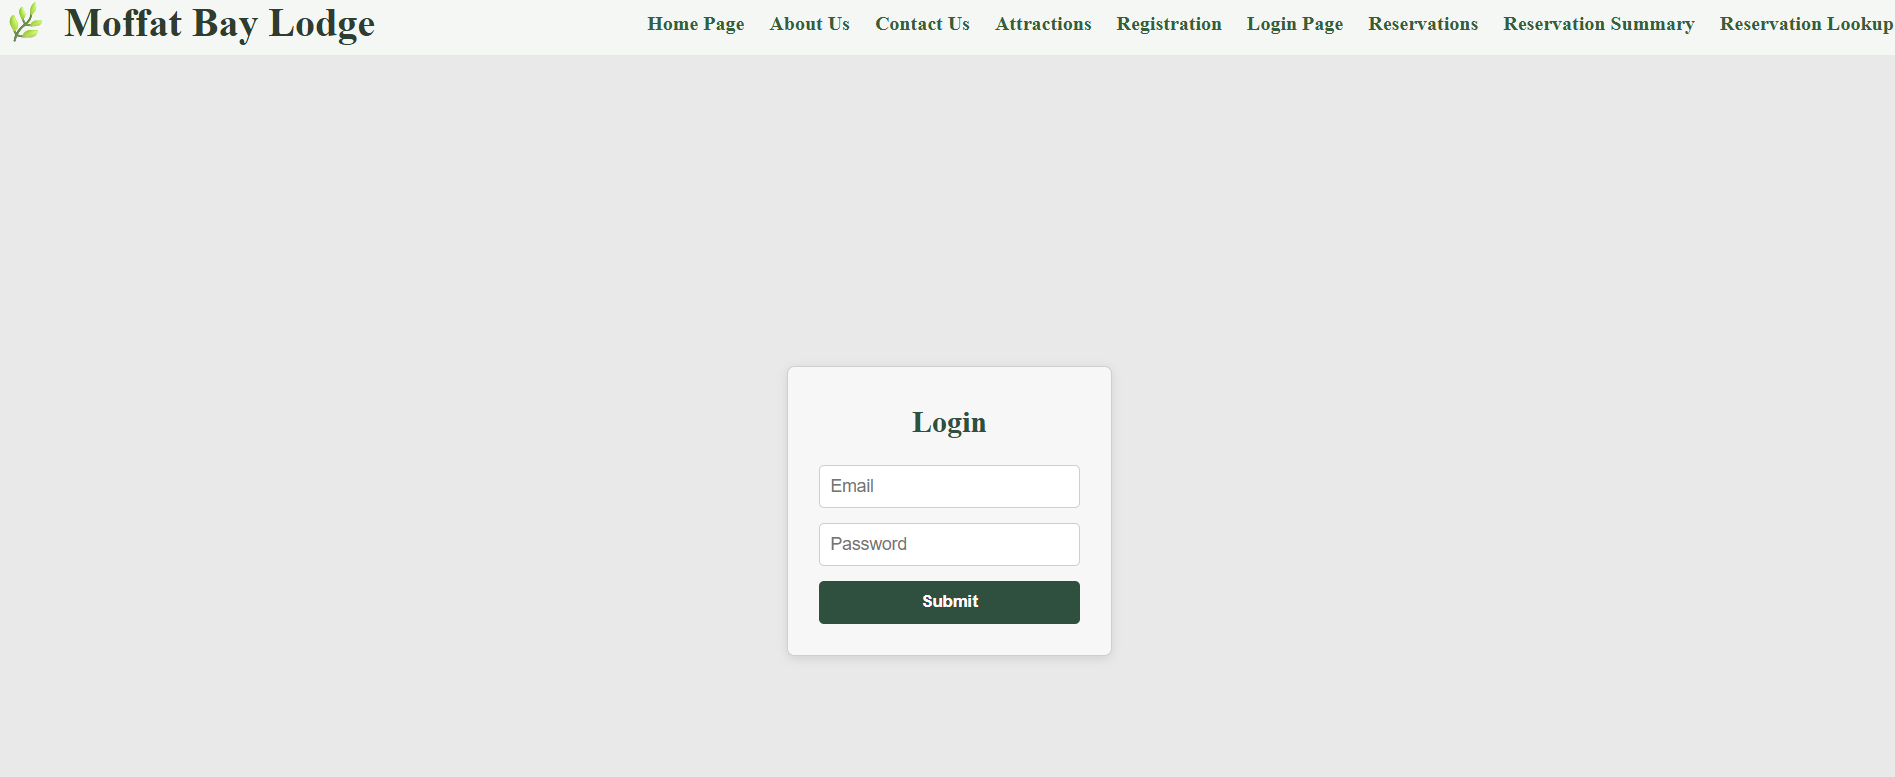 Moffat Bay Lodge
Home Page About Us Contact Us Attractions Registration Login Page Reservations Reservation Summary Reservation Lookup
Login
Email
Password
Submit